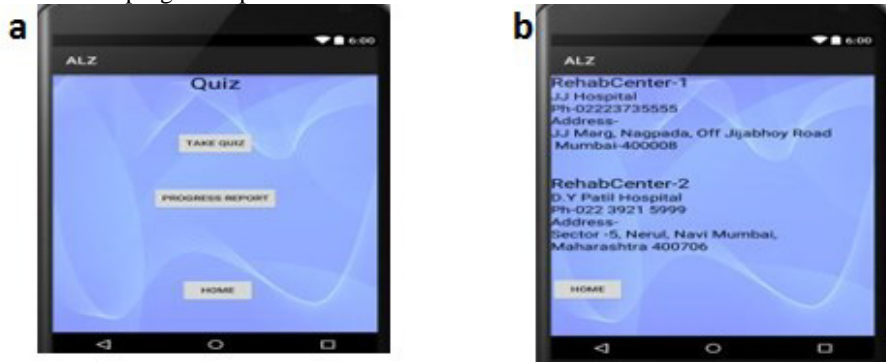 a
6:00
ALZ
Quiz
TAKE QUIZ
PROGRESS REPORT
HOME
b
6:00
ALZ
RehabCenter-1
JJ Hospital
Ph-02223735555
Address-
JJ Marg, Nagpada, Off Jijabhoy Road
Mumbai-400008
RehabCenter-2
D.Y Patil Hospital
Ph-022 3921 5999
Address-
Sector -5, Nerul, Navi Mumbai,
Maharashtra 400706
HOME